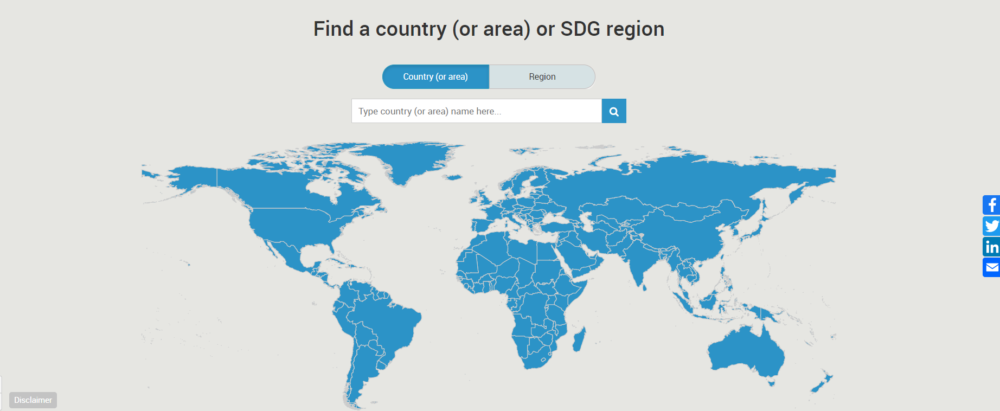 Find a country (or area) or SDG region
Country (or area)
Region
Type country (or area) name here...
Disclaimer